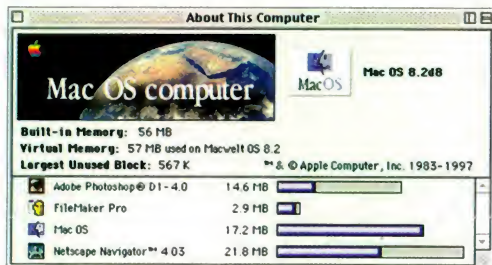 About This Computer
Mac OS computer
MacOS
Mac OS 8.2d8
Built-in Memory: 56 MB
Virtual Memory: 57 MB used on Macwelt OS 8.2
Largest Unused Block: 567 K
™ & © Apple Computer, Inc. 1983-1997
Adobe Photoshop® D1-4.0 14.6 MB
FileMaker Pro 2.9 MB
Mac OS 17.2 MB
Netscape Navigator™ 4.03 21.8 MB